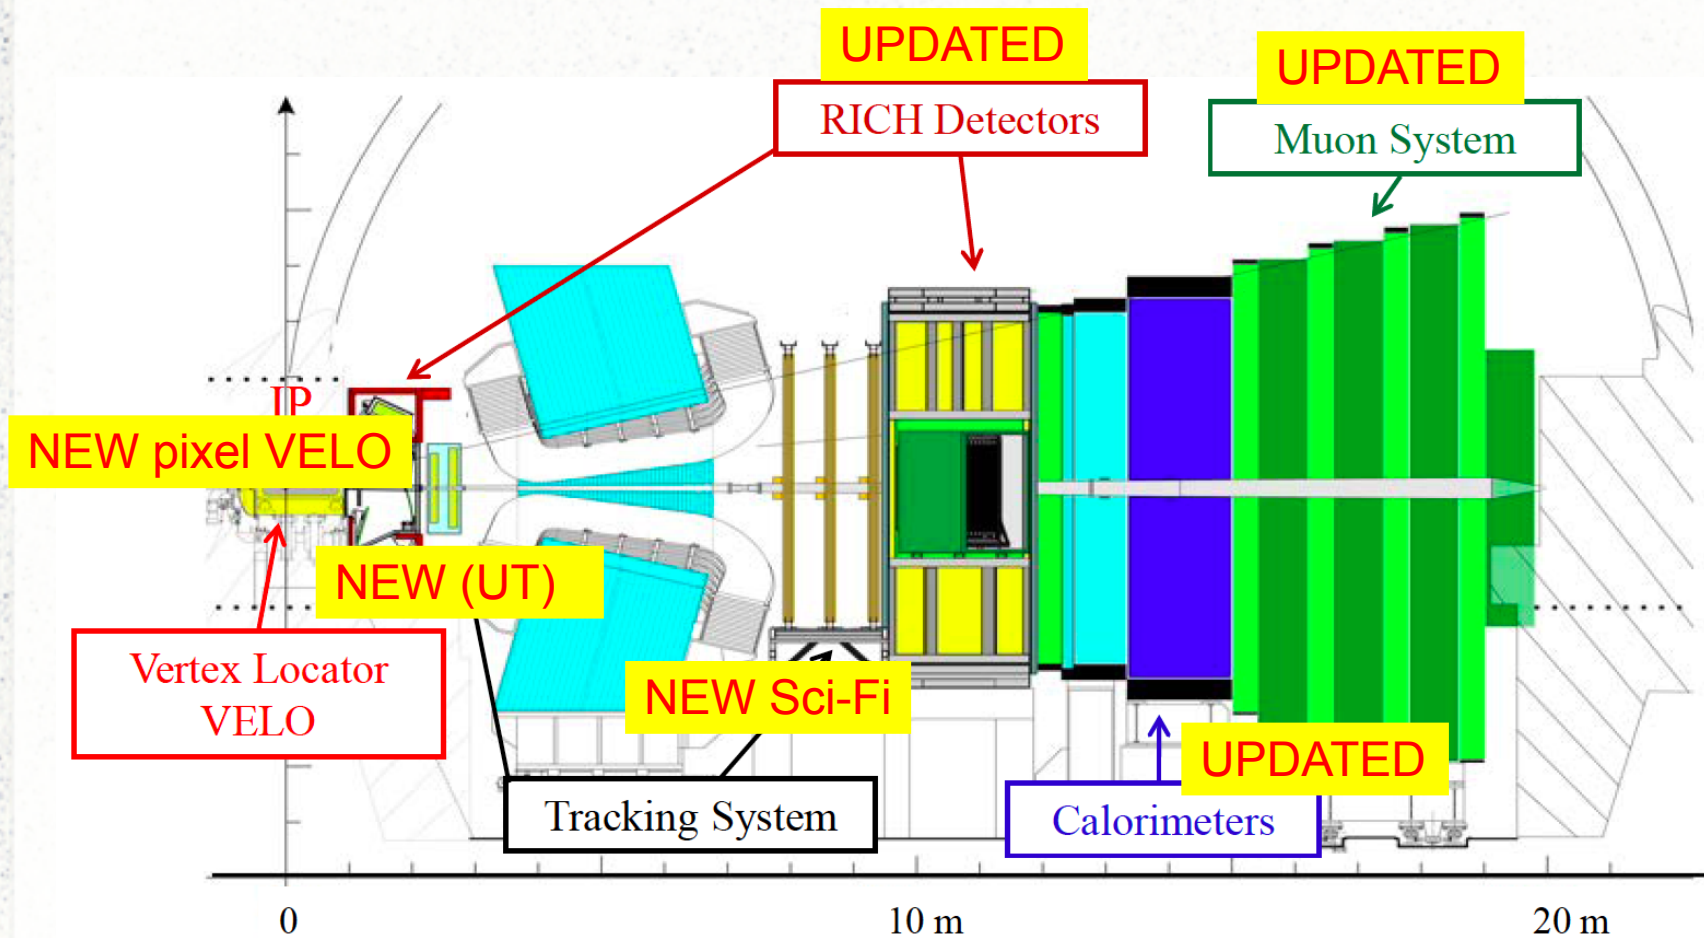 UPDATED
RICH Detectors
UPDATED
Muon System
IP
NEW pixel VELO
NEW (UT)
Vertex Locator
VELO
NEW Sci-Fi
Tracking System
UPDATED
Calorimeters
0
10 m
20 m